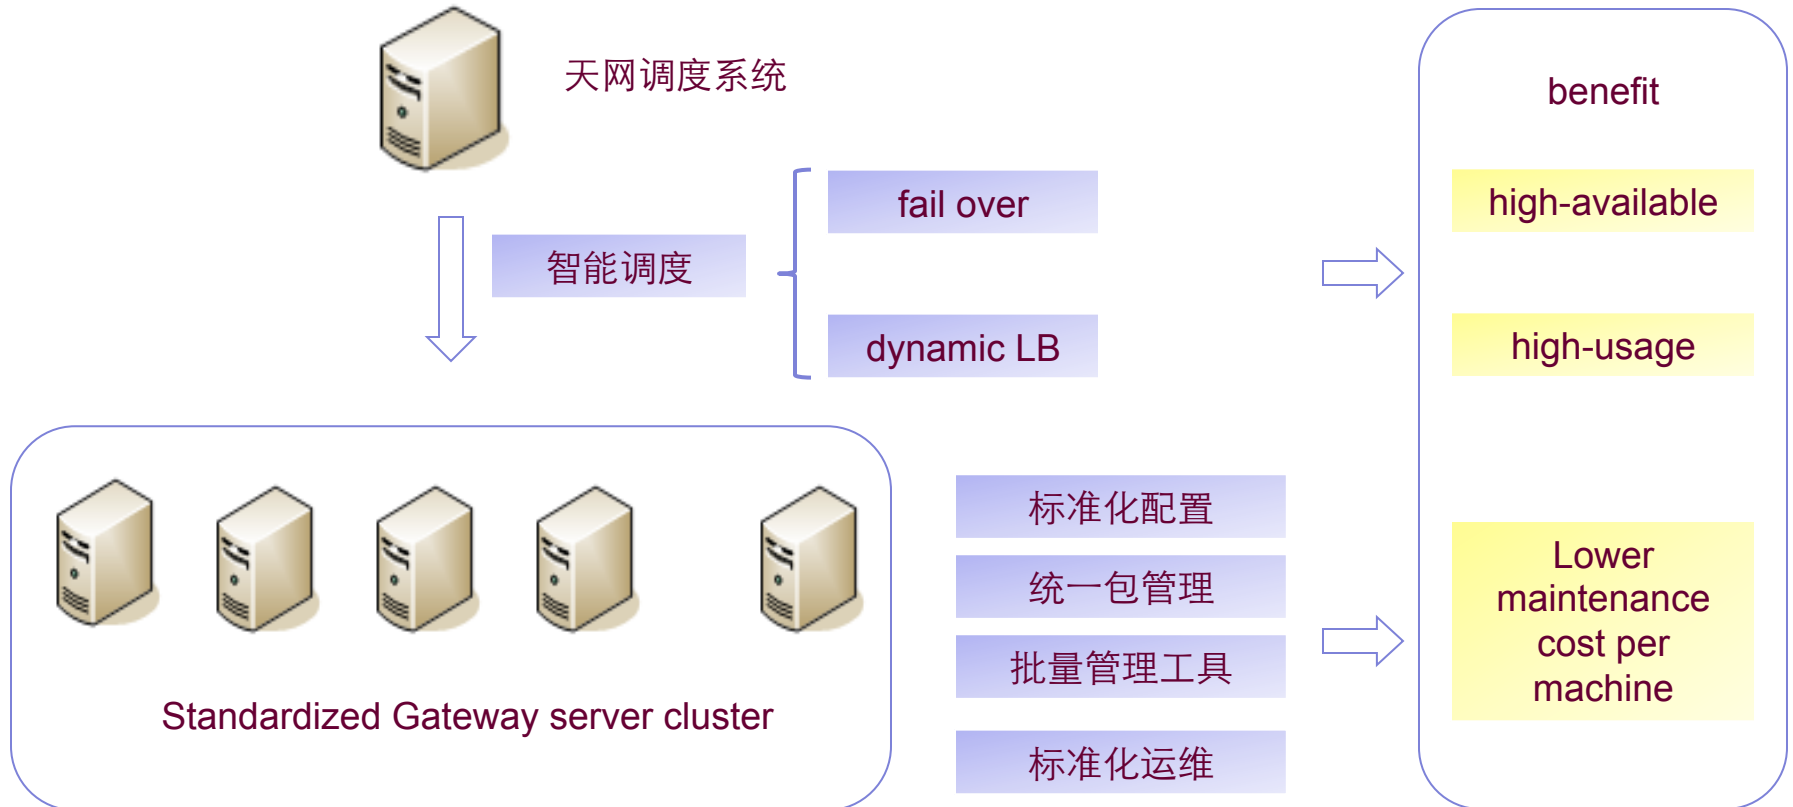 天网调度系统
智能调度
fail over
dynamic LB
Standardized Gateway server cluster
标准化配置
统一包管理
批量管理工具
标准化运维
benefit
high-available
high-usage
Lower
maintenance
cost per
machine